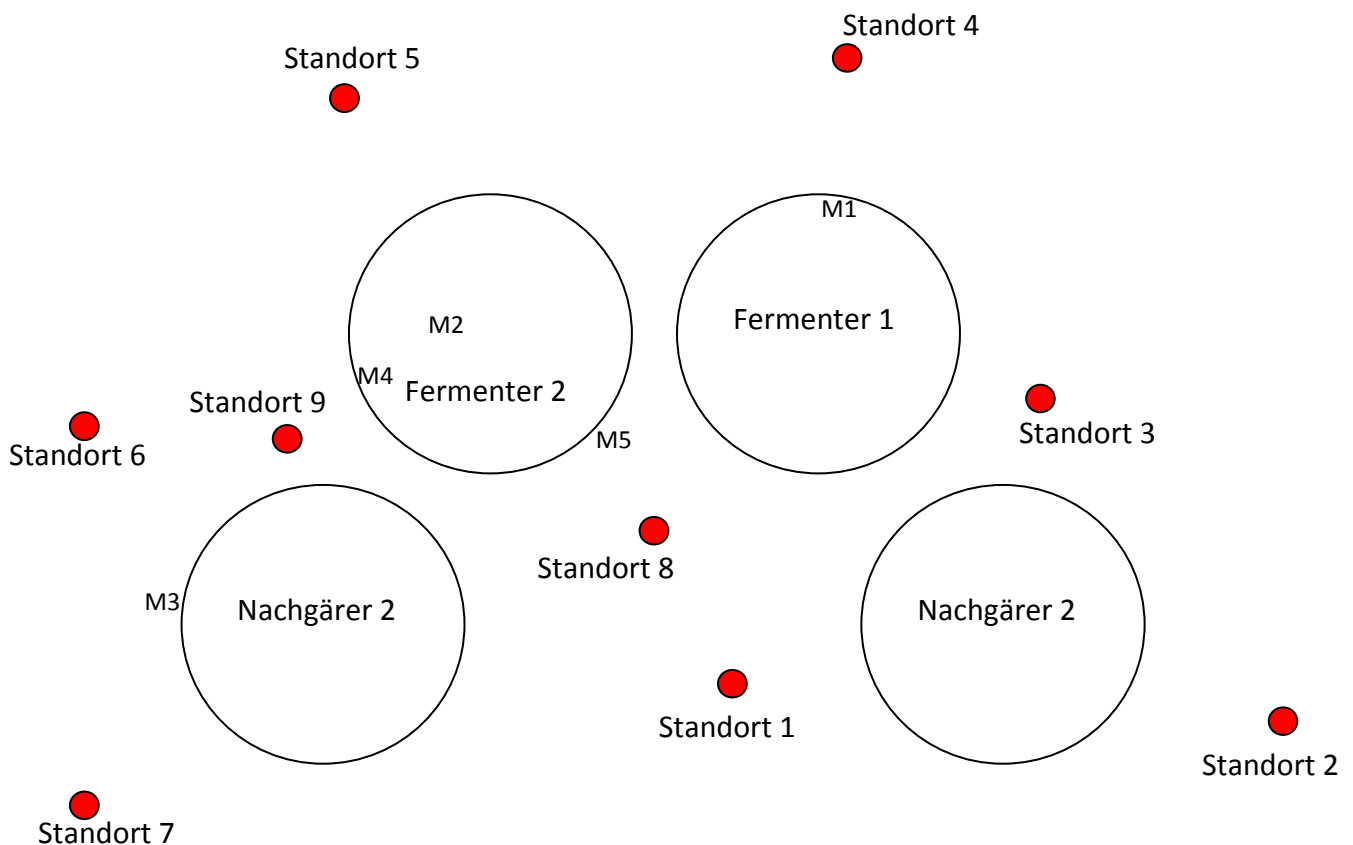 Standort 4
Standort 5
M1
Fermenter 1
M2
M4
Fermenter 2
Standort 9
Standort 3
M5
Standort 6
Standort 8
M3
Nachgärer 2
Nachgärer 2
Standort 1
Standort 2
Standort 7